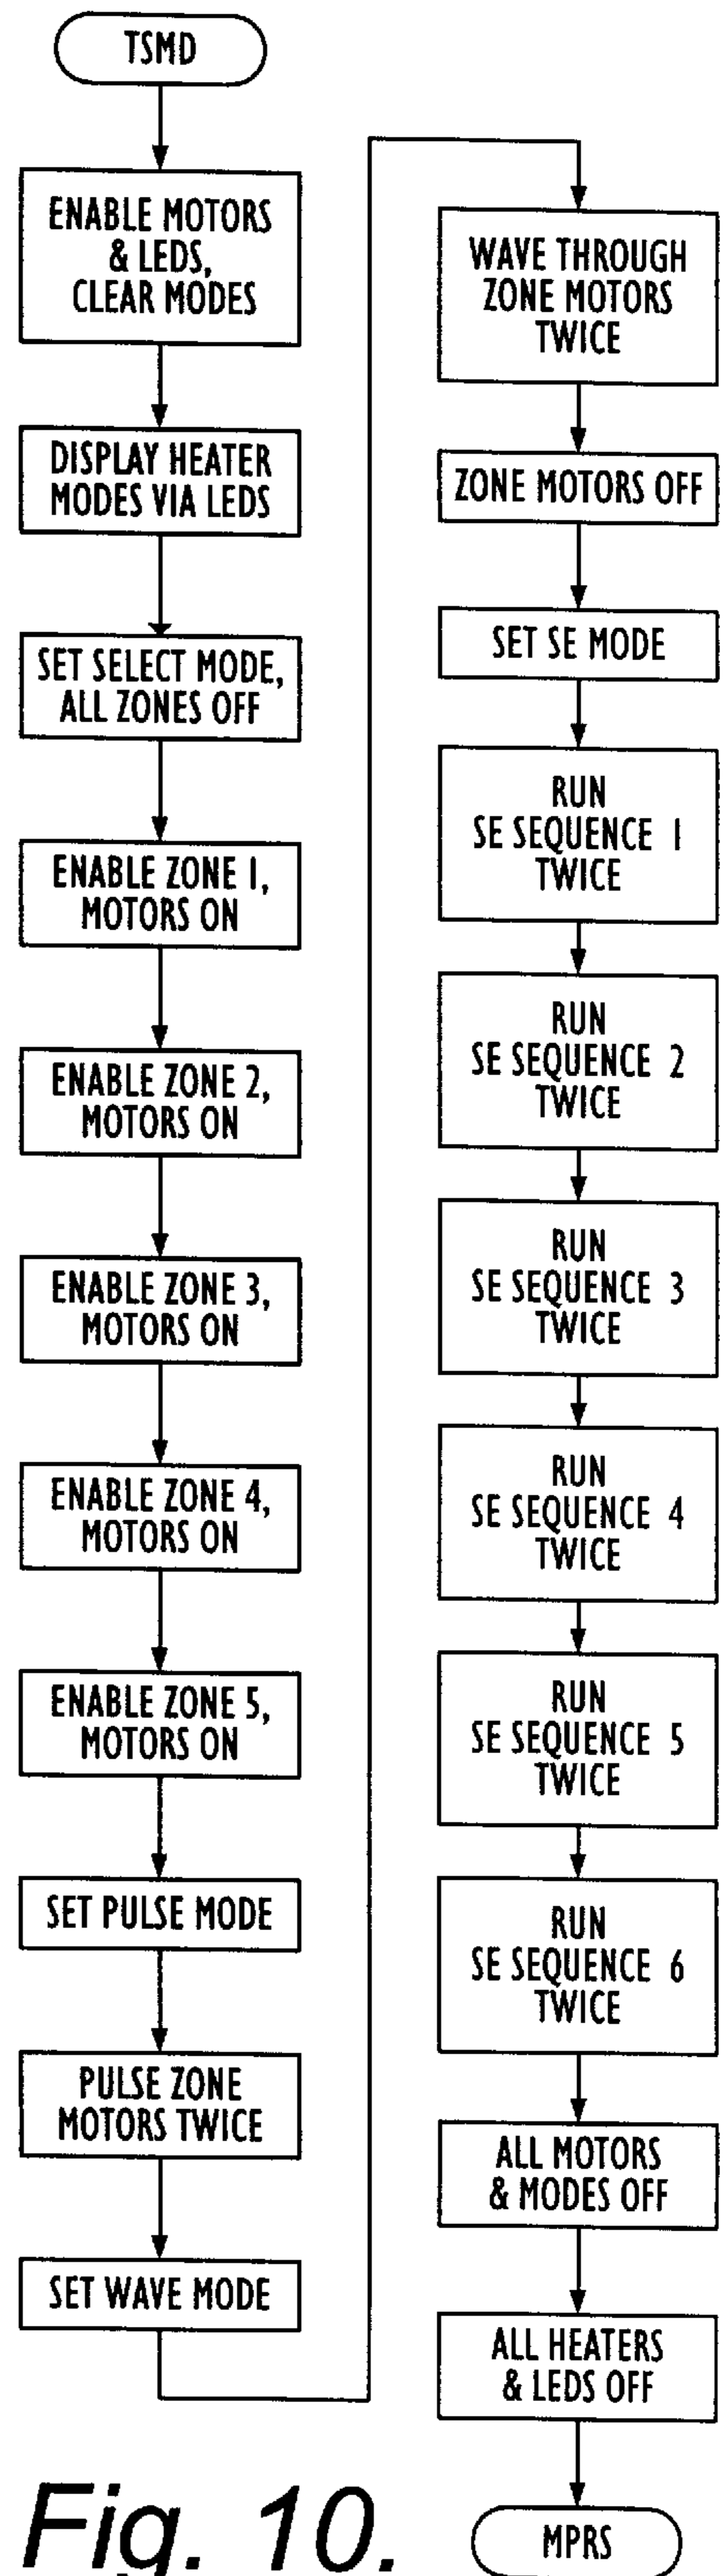 TSMD
ENABLE MOTORS
& LEDS,
CLEAR MODES
DISPLAY HEATER
MODES VIA LEDS
SET SELECT MODE,
ALL ZONES OFF
ENABLE ZONE 1,
MOTORS ON
ENABLE ZONE 2,
MOTORS ON
ENABLE ZONE 3,
MOTORS ON
ENABLE ZONE 4,
MOTORS ON
ENABLE ZONE 5,
MOTORS ON
SET PULSE MODE
PULSE ZONE
MOTORS TWICE
SET WAVE MODE
WAVE THROUGH
ZONE MOTORS
TWICE
ZONE MOTORS OFF
SET SE MODE
RUN
SE SEQUENCE 1
TWICE
RUN
SE SEQUENCE 2
TWICE
RUN
SE SEQUENCE 3
TWICE
RUN
SE SEQUENCE 4
TWICE
RUN
SE SEQUENCE 5
TWICE
RUN
SE SEQUENCE 6
TWICE
ALL MOTORS
& MODES OFF
ALL HEATERS
& LEDS OFF
MPRS
Fig. 10.